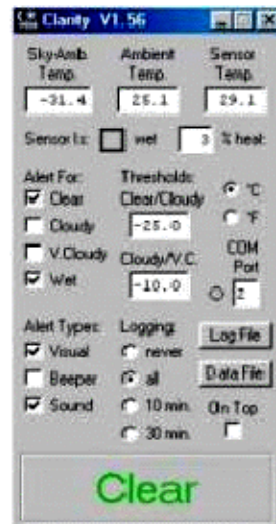 Clarity V1.56
Sky-Amb. Ambient Sensor
Temp. Temp. Temp.
-31.4 25.1 29.1
Sensor Is: wet 3 % heat
Alert For: Thresholds:
Clear Clear/Cloudy °C
Cloudy -25.0 °F
V.Cloudy Cloudy/V.C. COM
Wet -10.0 Port
2
Alert Types: Logging: Log File
Visual never
Beeper all Data File
Sound 10 min. On Top
30 min.
Clear